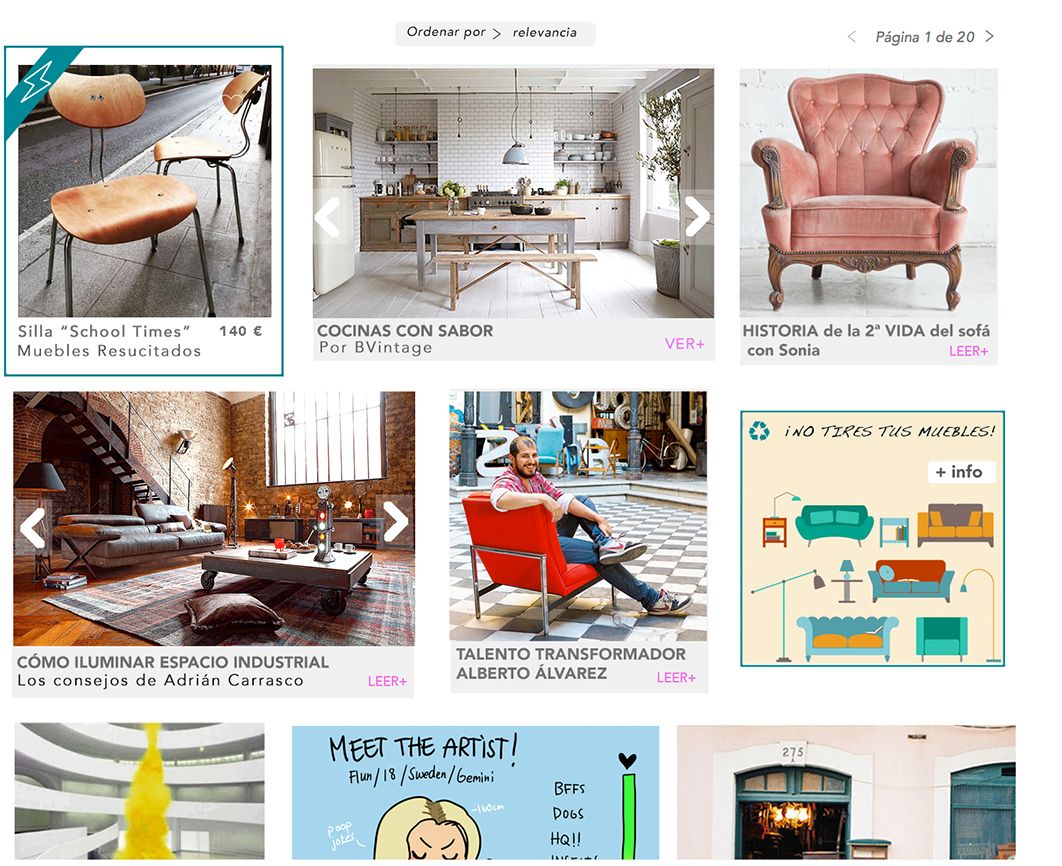 Ordenar por > relevancia
< Página 1 de 20 >
Silla “School Times” 140 €
Muebles Resucitados
COCINAS CON SABOR
Por BVintage VER+
HISTORIA de la 2ª VIDA del sofá
con Sonia LEER+
CÓMO ILUMINAR ESPACIO INDUSTRIAL
Los consejos de Adrián Carrasco LEER+
TALENTO TRANSFORMADOR
ALBERTO ÁLVAREZ LEER+
¡NO TIRES TUS MUEBLES!
+ info
MEET THE ARTIST!
Flun/18/Sweden/Gemini
~160cm
poop
jokes
BFFS
DOGS
HQ!!
275